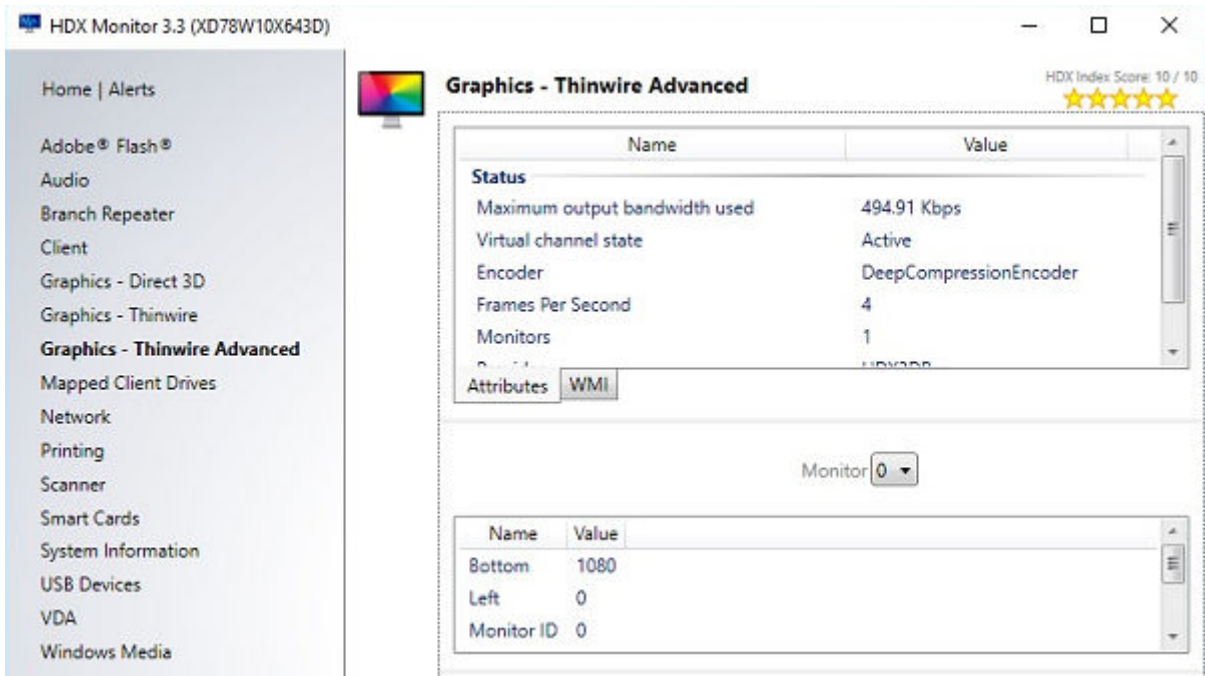 HDX Monitor 3.3 (XD78W10X643D)
Home | Alerts
Adobe® Flash®
Audio
Branch Repeater
Client
Graphics - Direct 3D
Graphics - Thinwire
Graphics - Thinwire Advanced
Mapped Client Drives
Network
Printing
Scanner
Smart Cards
System Information
USB Devices
VDA
Windows Media
Graphics - Thinwire Advanced
HDX Index Score: 10 / 10
Name Value
Status
Maximum output bandwidth used 494.91 Kbps
Virtual channel state Active
Encoder DeepCompressionEncoder
Frames Per Second 4
Monitors 1
Attributes WMI
Monitor 0
Name Value
Bottom 1080
Left 0
Monitor ID 0